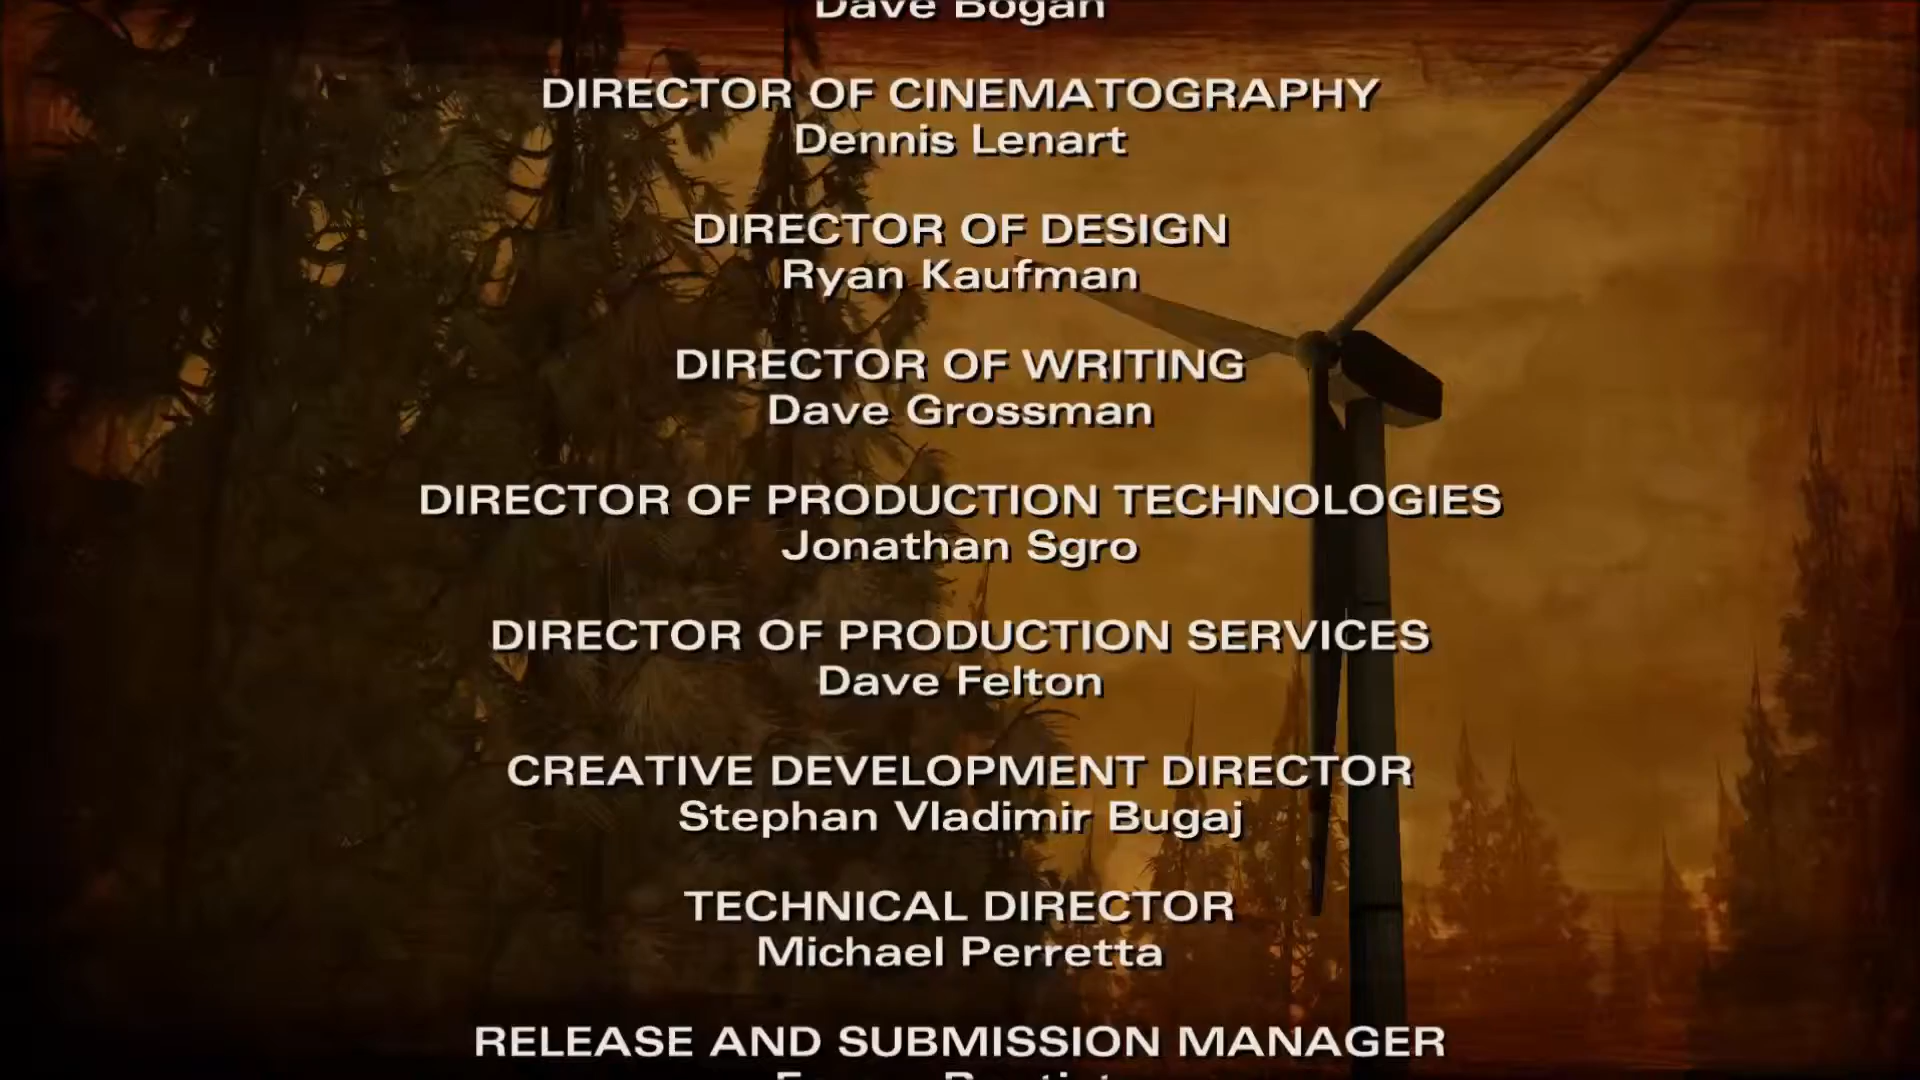 Dave Bogan
DIRECTOR OF CINEMATOGRAPHY
Dennis Lenart
DIRECTOR OF DESIGN
Ryan Kaufman
DIRECTOR OF WRITING
Dave Grossman
DIRECTOR OF PRODUCTION TECHNOLOGIES
Jonathan Sgro
DIRECTOR OF PRODUCTION SERVICES
Dave Felton
CREATIVE DEVELOPMENT DIRECTOR
Stephan Vladimir Bugaj
TECHNICAL DIRECTOR
Michael Perretta
RELEASE AND SUBMISSION MANAGER